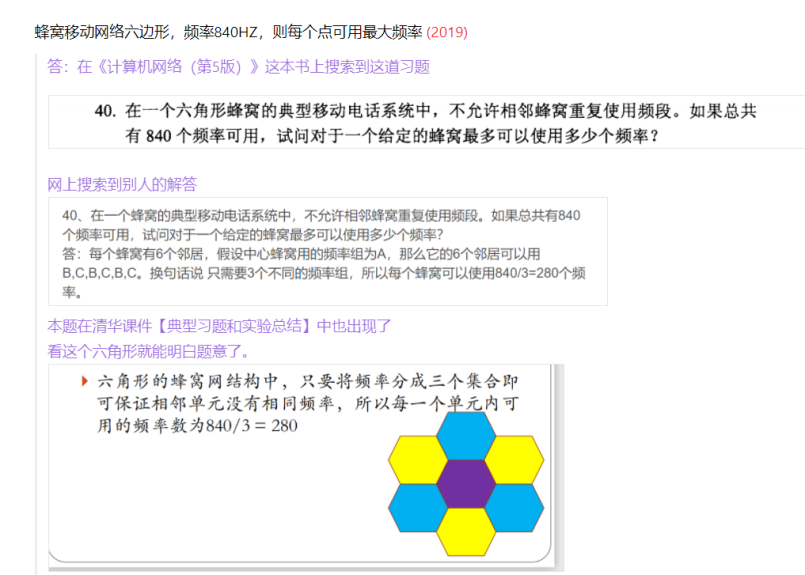 蜂窝移动网络六边形，频率840HZ，则每个点可用最大频率 (2019)
答：在《计算机网络（第5版）》这本书上搜索到这道习题
40. 在一个六角形蜂窝的典型移动电话系统中，不允许相邻蜂窝重复使用频段。如果总共
有 840 个频率可用，试问对于一个给定的蜂窝最多可以使用多少个频率？
网上搜索到别人的解答
40、在一个蜂窝的典型移动电话系统中，不允许相邻蜂窝重复使用频段。如果总共有840
个频率可用，试问对于一个给定的蜂窝最多可以使用多少个频率？
答：每个蜂窝有6个邻居，假设中心蜂窝用的频率组为A，那么它的6个邻居可以用
B,C,B,C,B,C。换句话说 只需要3个不同的频率组，所以每个蜂窝可以使用840/3=280个频
率。
本题在清华课件【典型习题和实验总结】中也出现了
看这个六角形就能明白题意了。
六角形的蜂窝网结构中，只要将频率分成三个集合即
可保证相邻单元没有相同频率，所以每一个单元内可
用的频率数为840/3 = 280